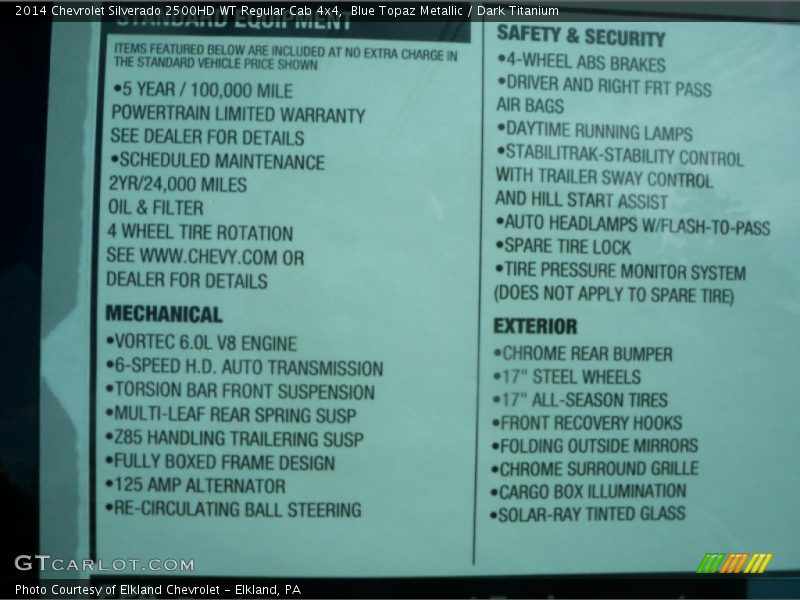 2014 Chevrolet Silverado 2500HD WT Regular Cab 4x4, Blue Topaz Metallic / Dark Titanium
STANDARD EQUIPMENT
ITEMS FEATURED BELOW ARE INCLUDED AT NO EXTRA CHARGE IN
THE STANDARD VEHICLE PRICE SHOWN
•5 YEAR / 100,000 MILE
POWERTRAIN LIMITED WARRANTY
SEE DEALER FOR DETAILS
•SCHEDULED MAINTENANCE
2YR/24,000 MILES
OIL & FILTER
4 WHEEL TIRE ROTATION
SEE WWW.CHEVY.COM OR
DEALER FOR DETAILS
MECHANICAL
•VORTEC 6.0L V8 ENGINE
•6-SPEED H.D. AUTO TRANSMISSION
•TORSION BAR FRONT SUSPENSION
•MULTI-LEAF REAR SPRING SUSP
•Z85 HANDLING TRAILERING SUSP
•FULLY BOXED FRAME DESIGN
•125 AMP ALTERNATOR
•RE-CIRCULATING BALL STEERING
SAFETY & SECURITY
•4-WHEEL ABS BRAKES
•DRIVER AND RIGHT FRT PASS
AIR BAGS
•DAYTIME RUNNING LAMPS
•STABILITRAK-STABILITY CONTROL
WITH TRAILER SWAY CONTROL
AND HILL START ASSIST
•AUTO HEADLAMPS W/FLASH-TO-PASS
•SPARE TIRE LOCK
•TIRE PRESSURE MONITOR SYSTEM
(DOES NOT APPLY TO SPARE TIRE)
EXTERIOR
•CHROME REAR BUMPER
•17" STEEL WHEELS
•17" ALL-SEASON TIRES
•FRONT RECOVERY HOOKS
•FOLDING OUTSIDE MIRRORS
•CHROME SURROUND GRILLE
•CARGO BOX ILLUMINATION
•SOLAR-RAY TINTED GLASS
GTCARLOT.COM
Photo Courtesy of Elkland Chevrolet - Elkland, PA